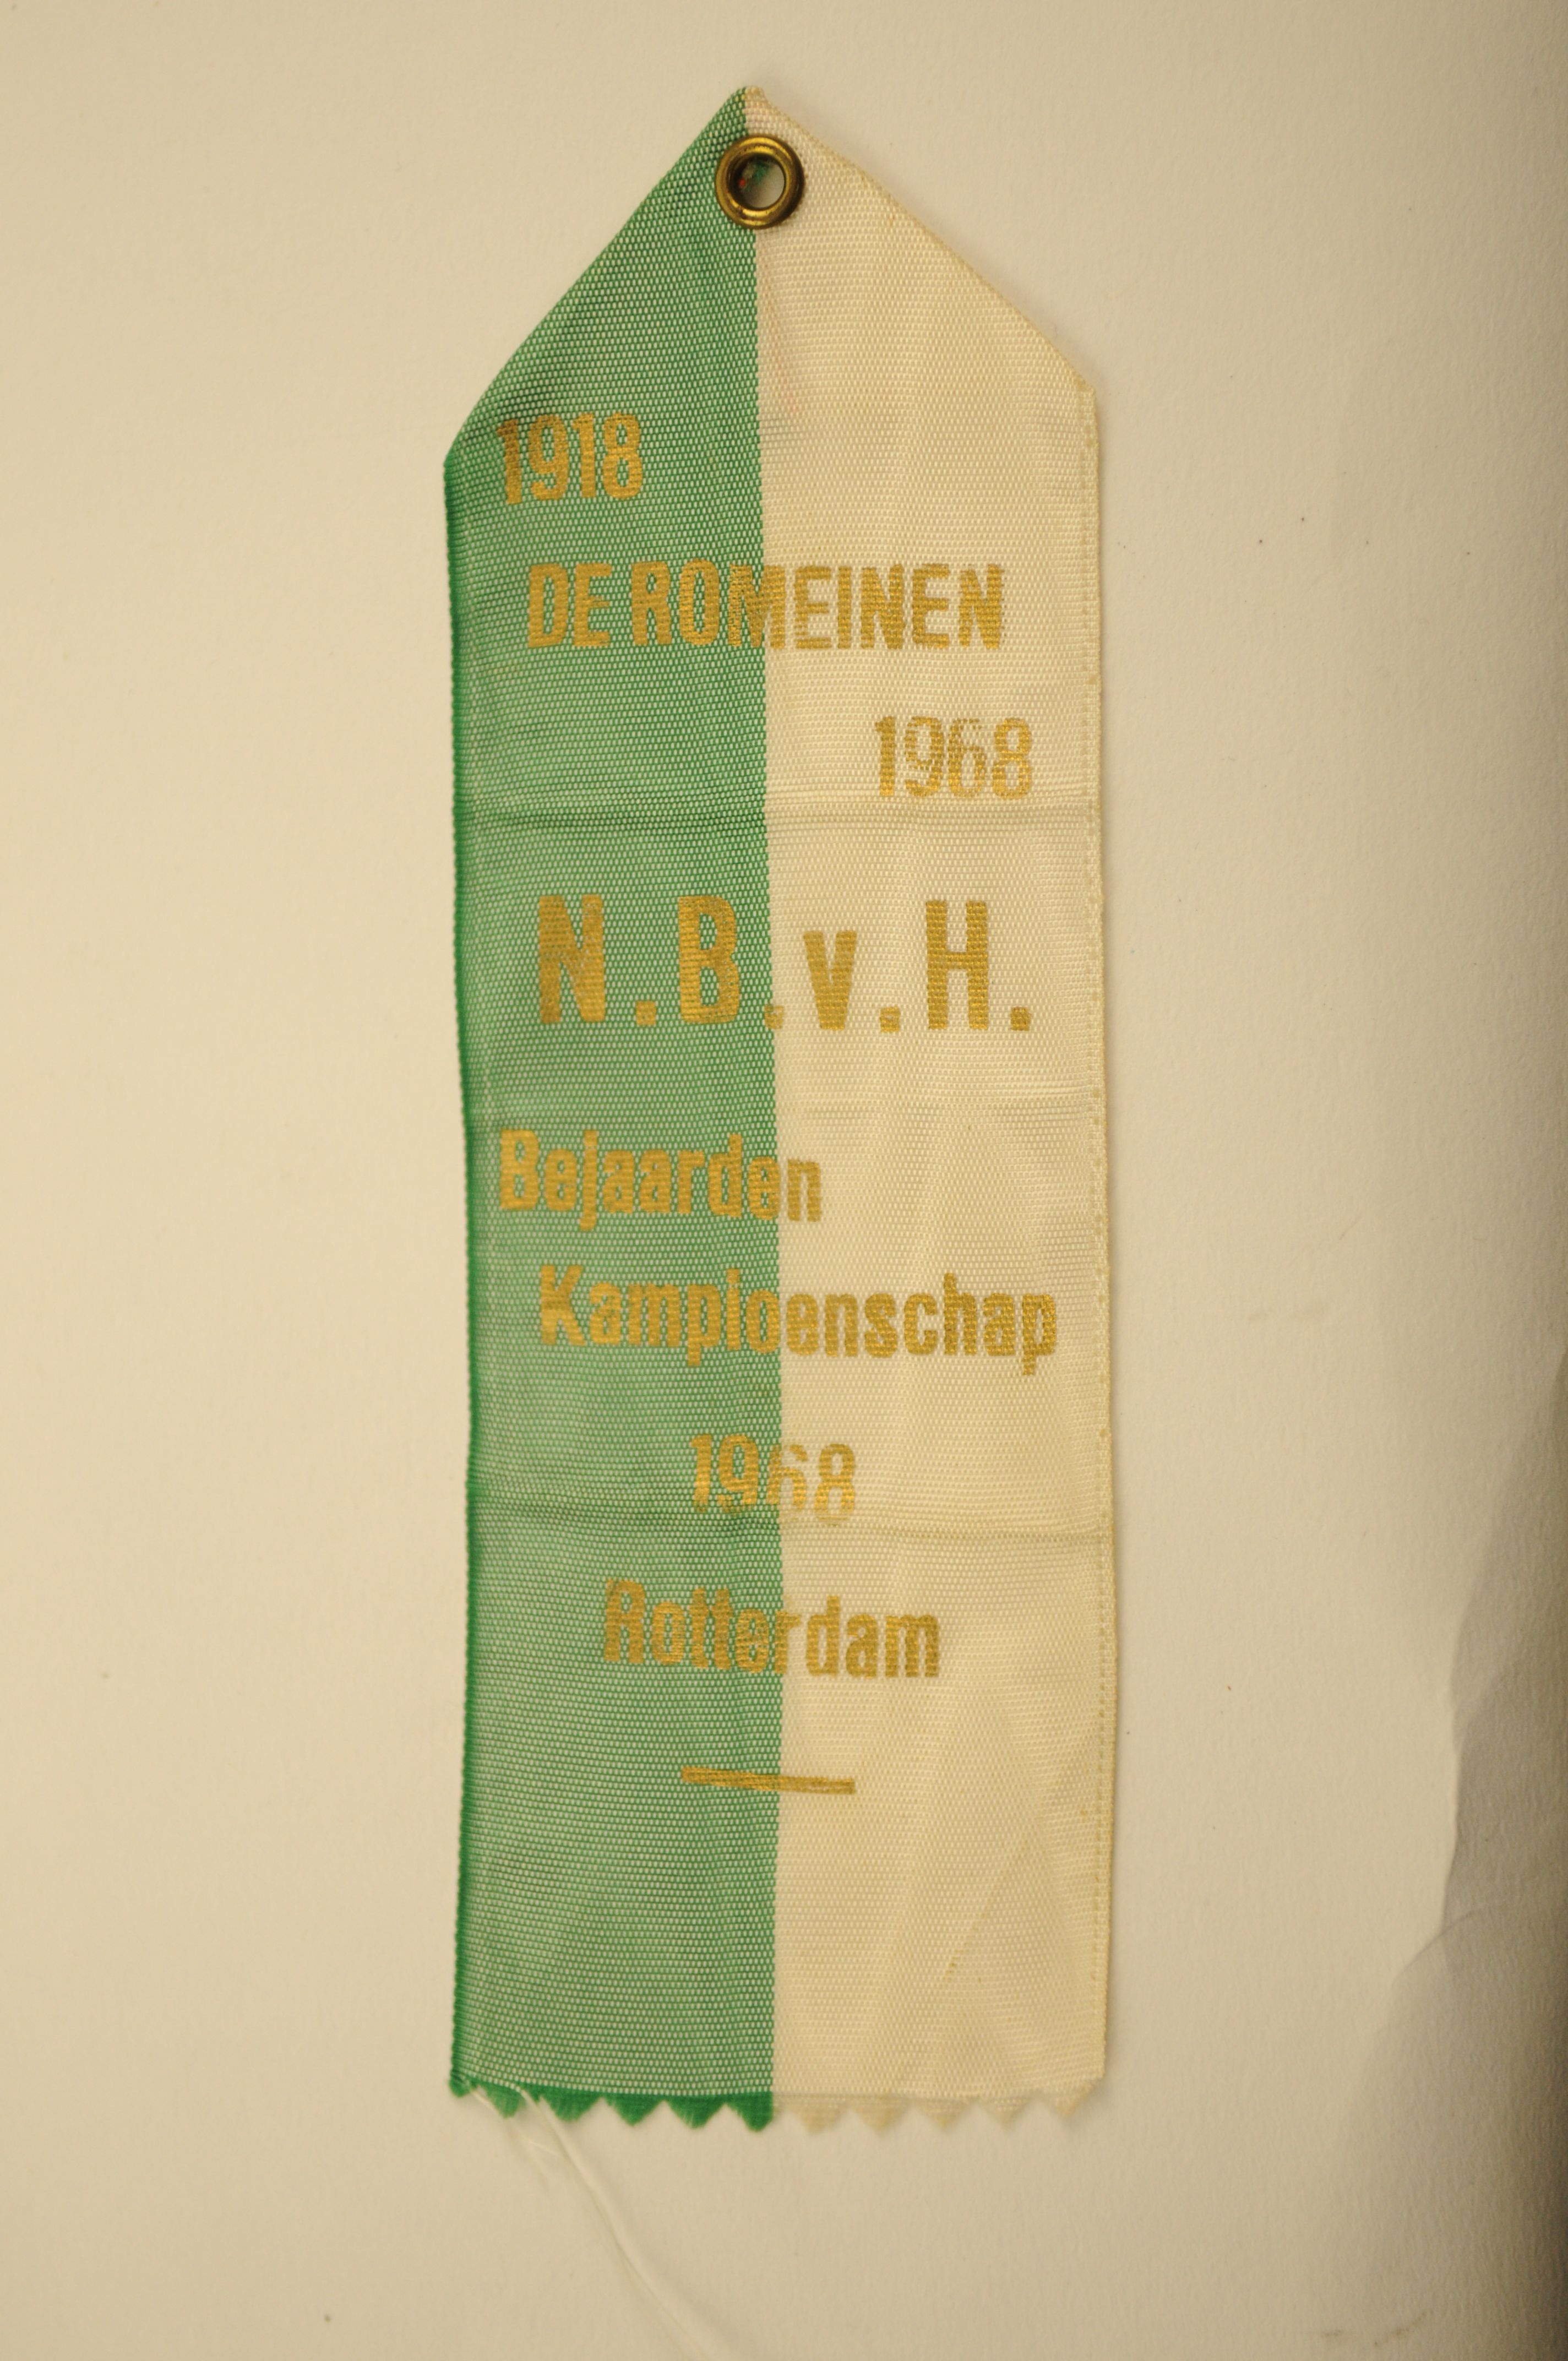 1918
DE ROMEINEN
1968
N.B.v.H.
Bejaarden
Kampioenschap
1968
Rotterdam